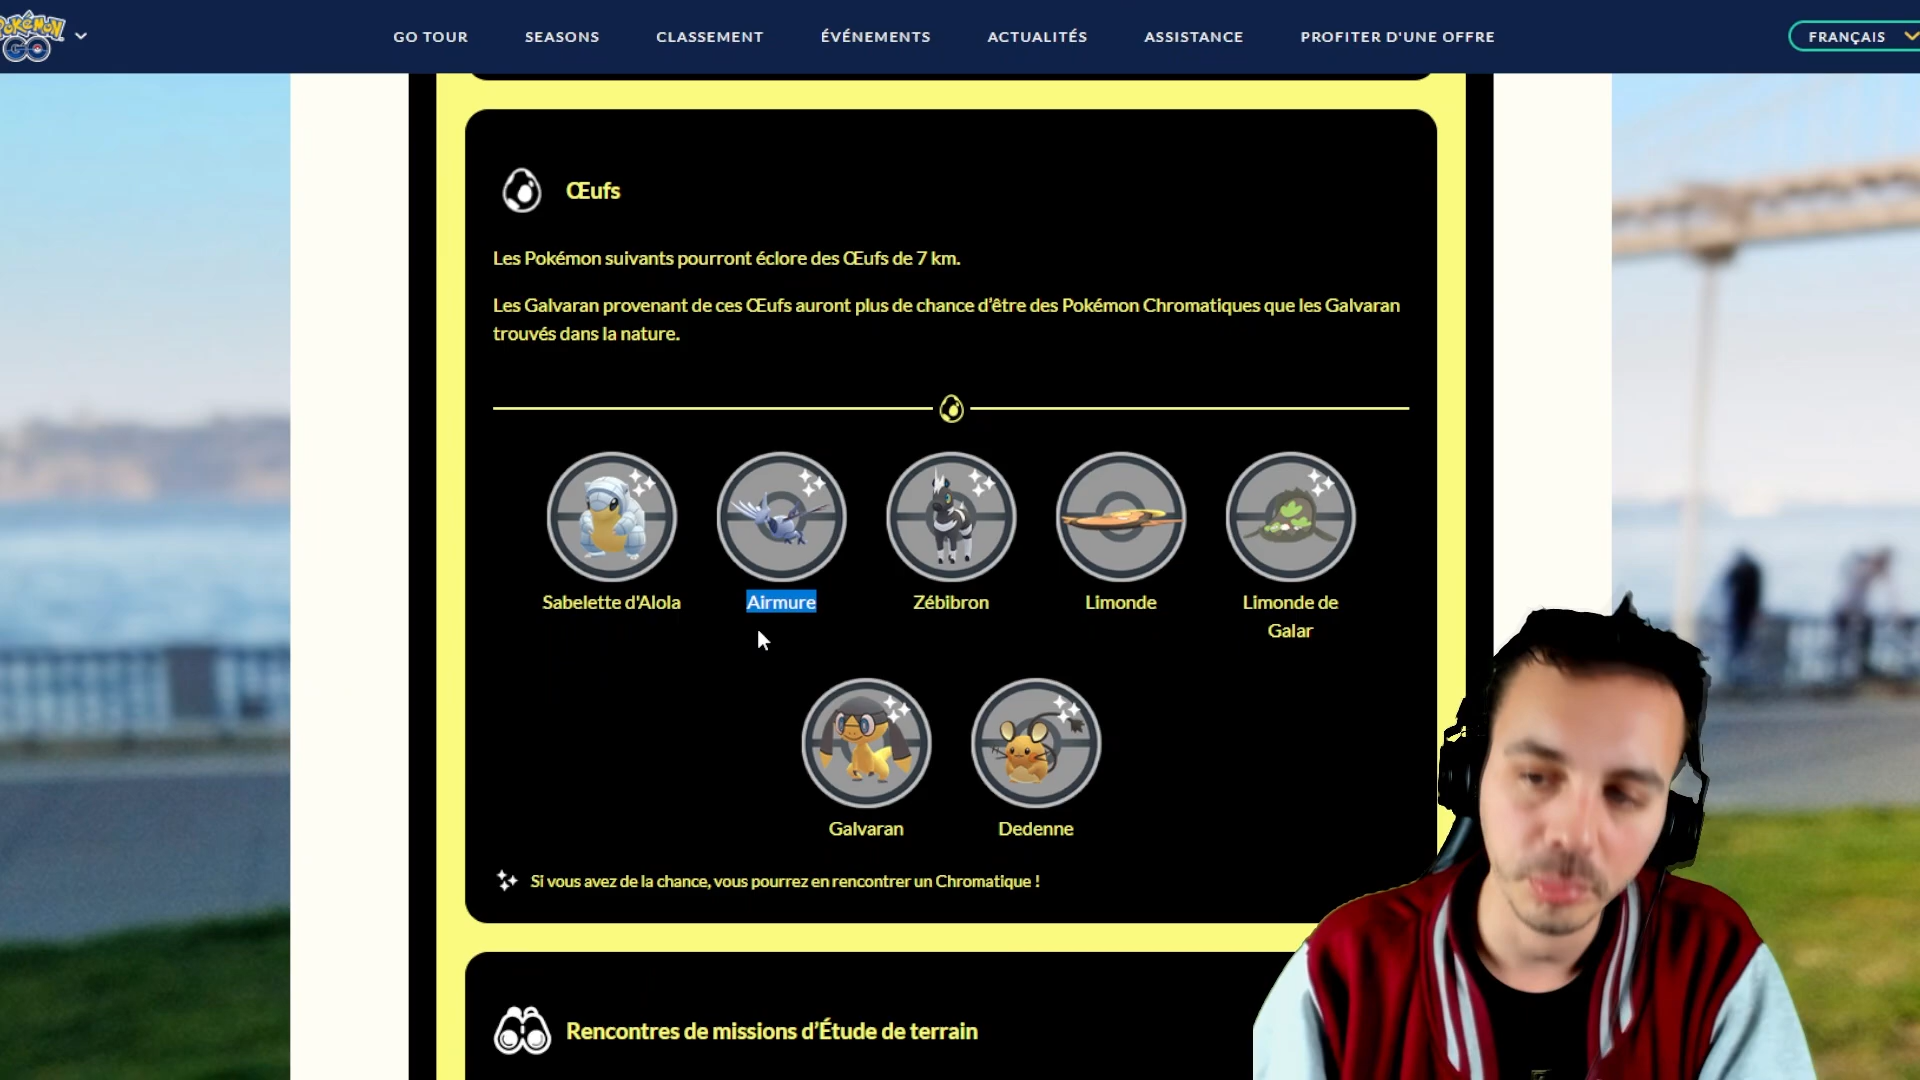 Pokémon
GO
GO TOUR
SEASONS
CLASSEMENT
ÉVÉNEMENTS
ACTUALITÉS
ASSISTANCE
PROFITER D'UNE OFFRE
FRANÇAIS
Œufs
Les Pokémon suivants pourront éclore des Œufs de 7 km.
Les Galvaran provenant de ces Œufs auront plus de chance d’être des Pokémon Chromatiques que les Galvaran
trouvés dans la nature.
Sabelette d'Alola
Airmure
Zébibron
Limonde
Limonde de
Galar
Galvaran
Dedenne
Si vous avez de la chance, vous pourrez en rencontrer un Chromatique !
Rencontres de missions d’Étude de terrain